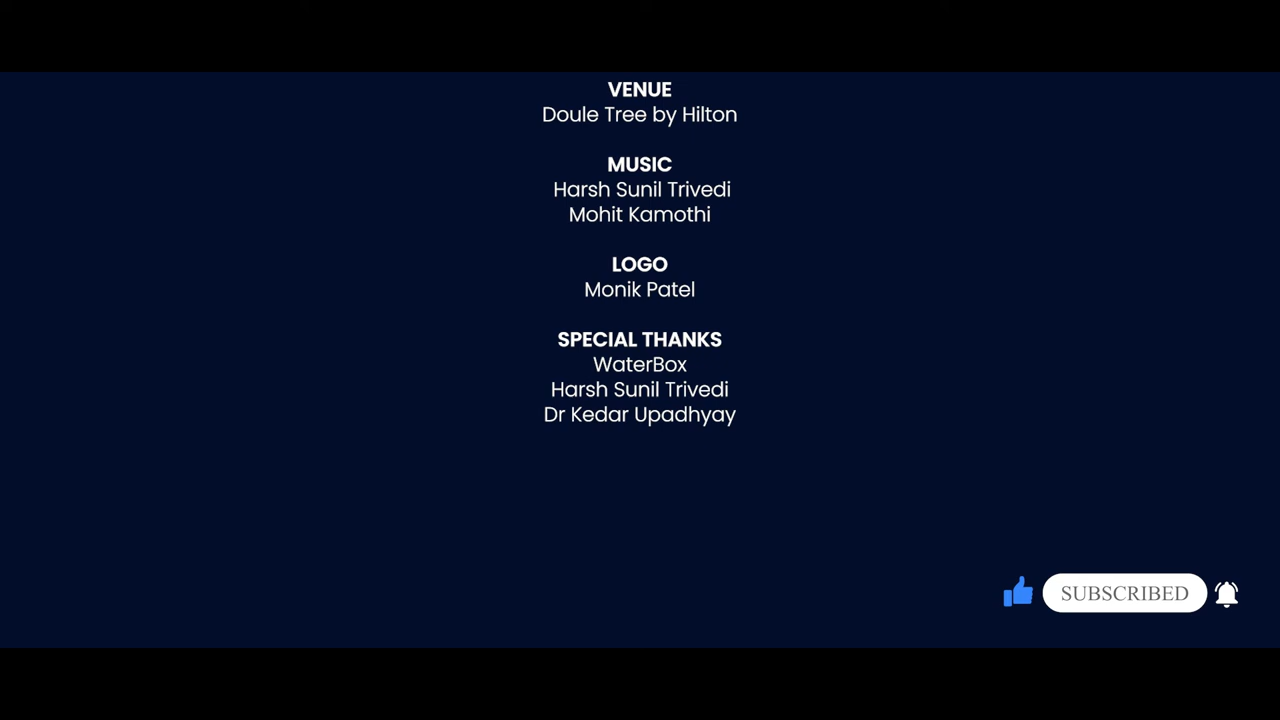 VENUE
Doule Tree by Hilton
MUSIC
Harsh Sunil Trivedi
Mohit Kamothi
LOGO
Monik Patel
SPECIAL THANKS
WaterBox
Harsh Sunil Trivedi
Dr Kedar Upadhyay
SUBSCRIBED